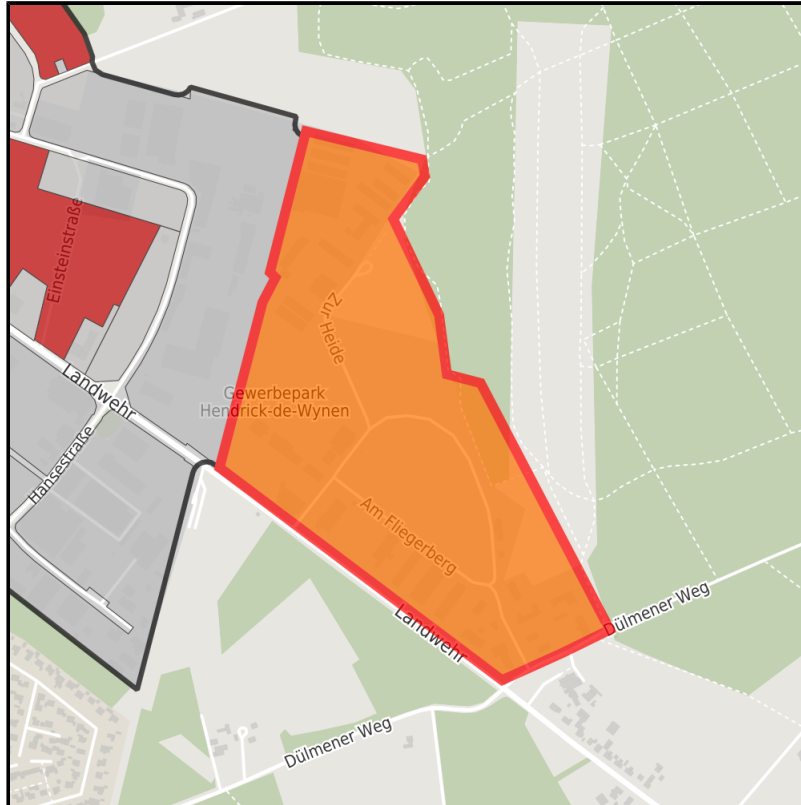 Einsteinstraße
Zur Heide
Landwehr
Gewerbepark
Hendrick-de-Wynen
Hansestraße
Am Fliegerberg
Landwehr
Dülmener Weg
Dülmener Weg